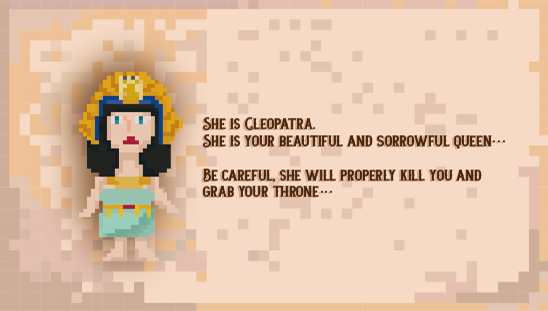 She is Cleopatra.
She is your beautiful and sorrowful queen···
Be careful, she will properly kill you and
grab your throne···